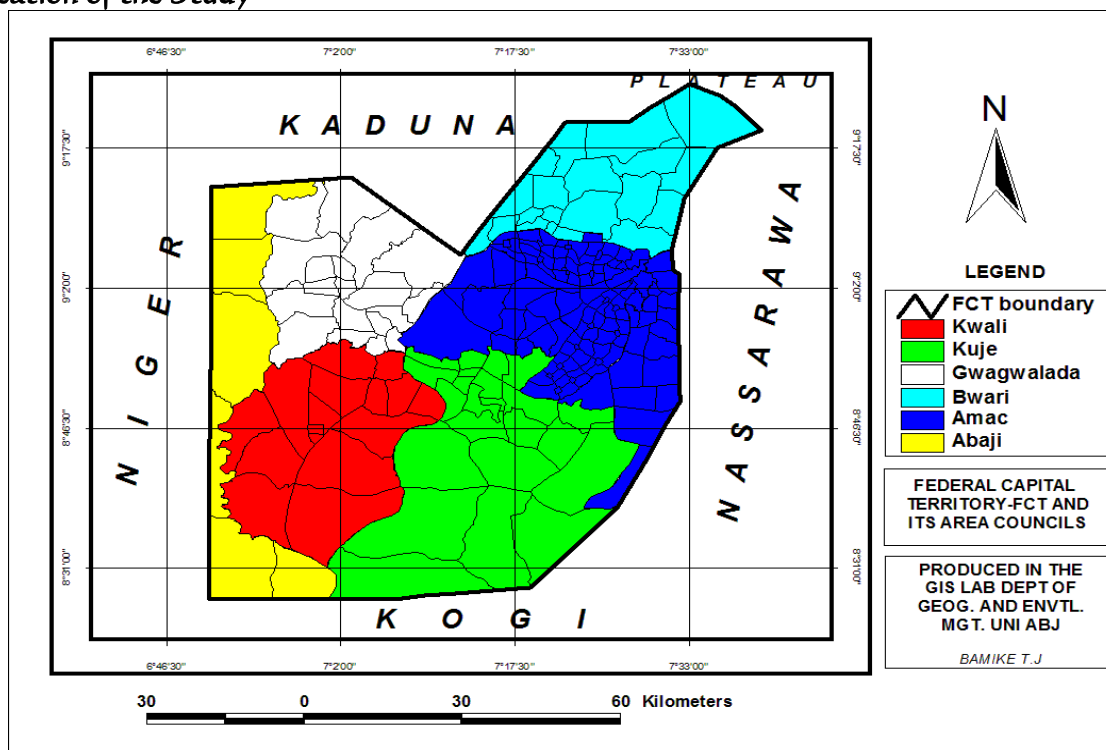 ation of the Study
6°46'30"
7°2'00"
7°17'30"
7°33'00"
PLATEAU
KADUNA
9°17'30"
9°17'30"
NIGER
NASSARAWA
9°2'00"
9°2'00"
8°46'30"
8°46'30"
8°31'00"
8°31'00"
KOGI
6°46'30"
7°2'00"
7°17'30"
7°33'00"
30 0 30 60 Kilometers
N
LEGEND
FCT boundary
Kwali
Kuje
Gwagwalada
Bwari
Amac
Abaji
FEDERAL CAPITAL
TERRITORY-FCT AND
ITS AREA COUNCILS
PRODUCED IN THE
GIS LAB DEPT OF
GEOG. AND ENVTL.
MGT. UNI ABJ
BAMIKE T.J